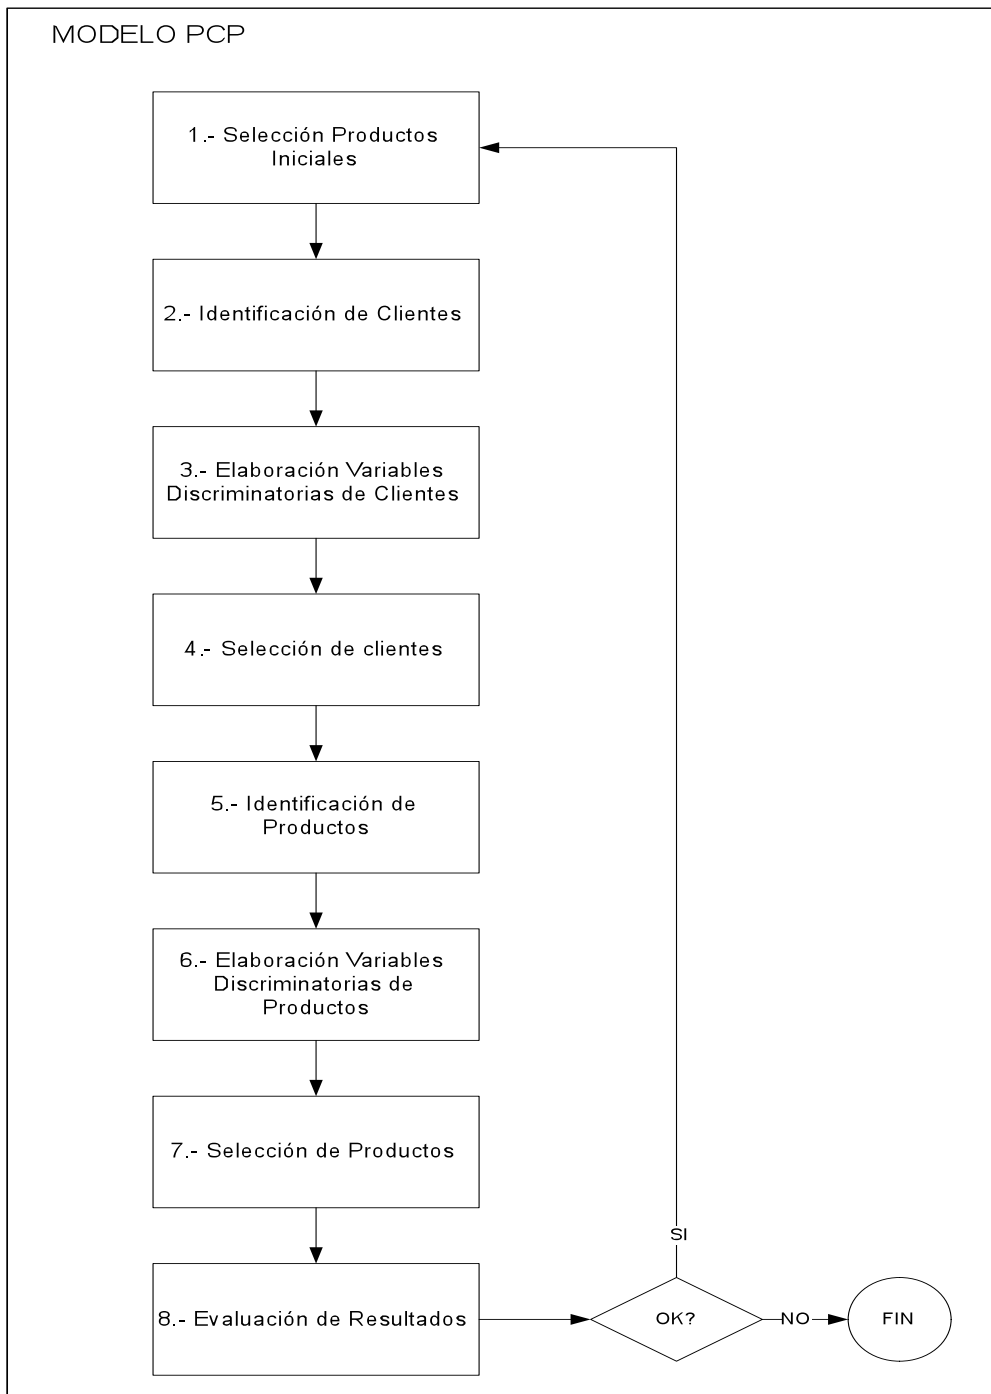 MODELO PCP
1.- Selección Productos
Iniciales
2.- Identificación de Clientes
3.- Elaboración Variables
Discriminatorias de Clientes
4.- Selección de clientes
5.- Identificación de
Productos
6.- Elaboración Variables
Discriminatorias de
Productos
7.- Selección de Productos
SI
8.- Evaluación de Resultados
OK?
NO
FIN